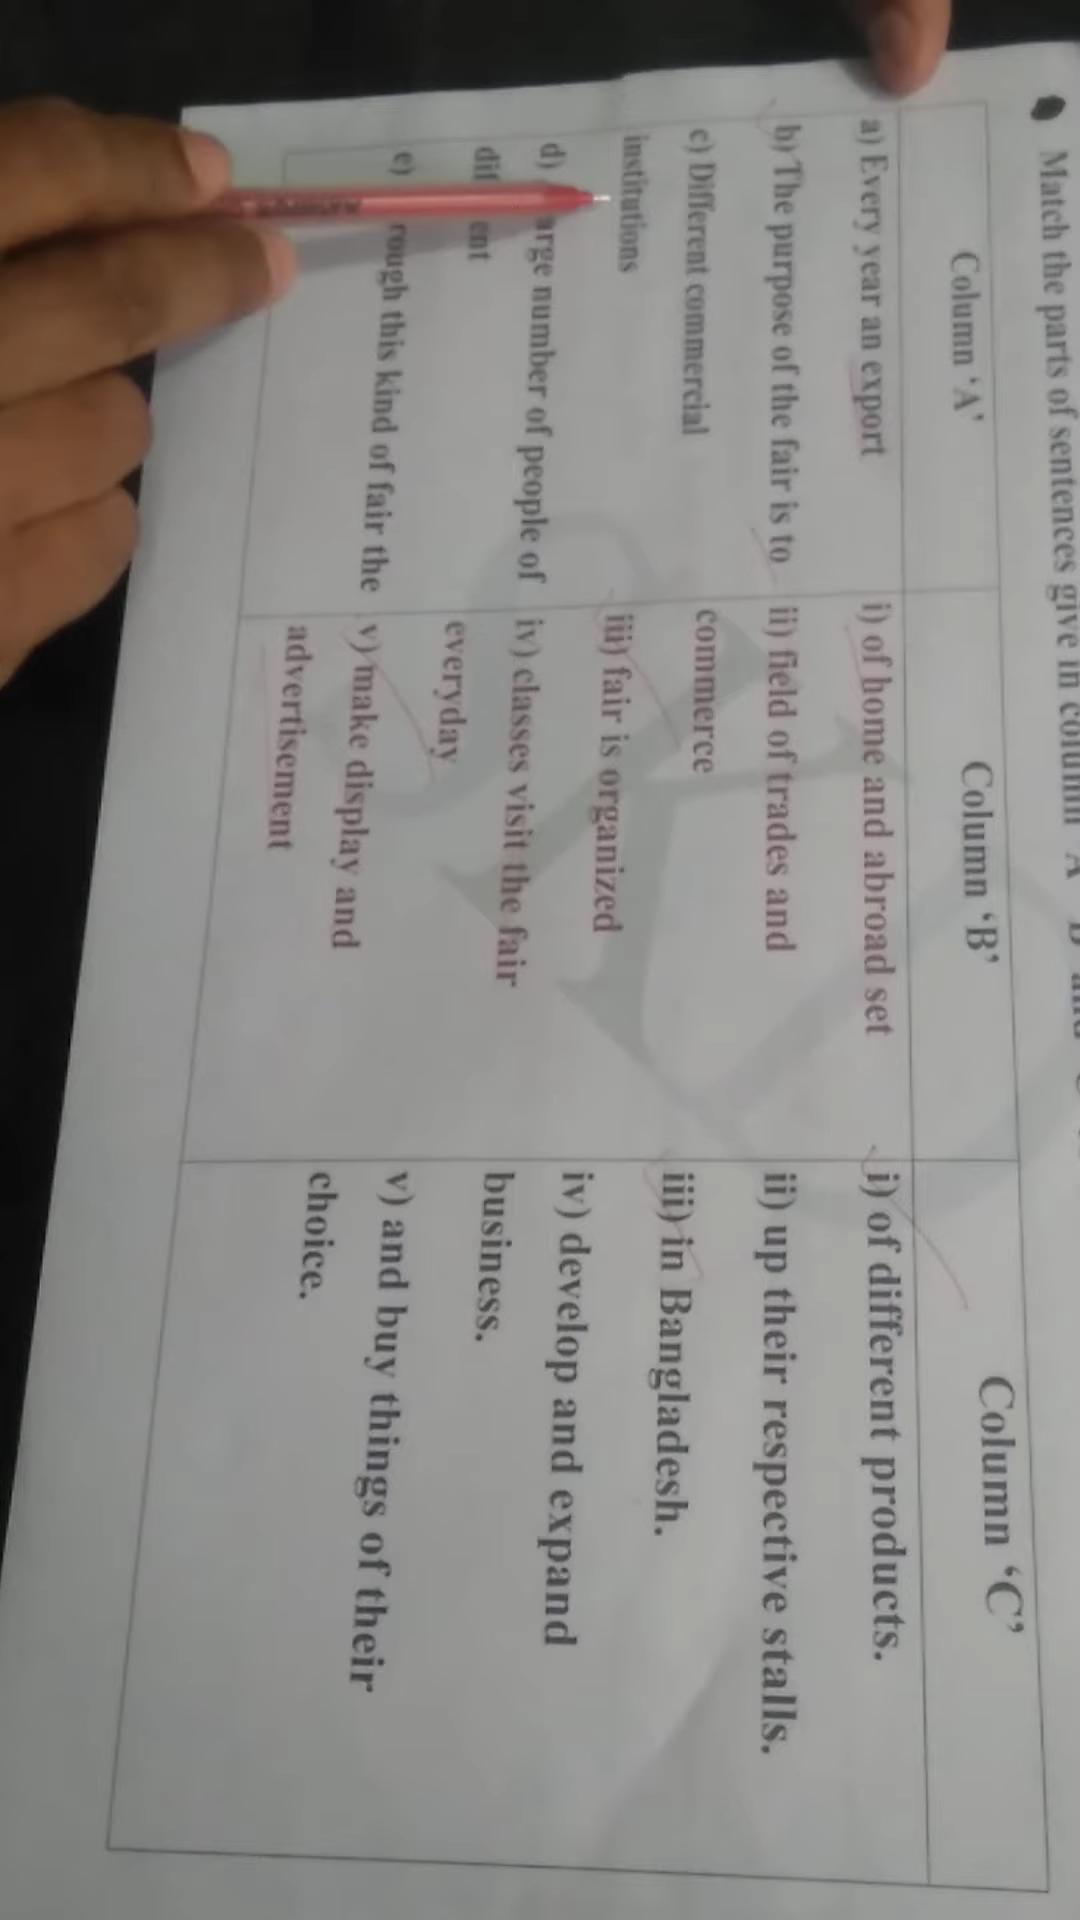 Match the parts of sentences give in column
Column ‘A’
Column ‘B’
Column ‘C’
a) Every year an export
b) The purpose of the fair is to
c) Different commercial
institutions
d) arge number of people of
dif ent
e) rough this kind of fair the
i) of home and abroad set
ii) field of trades and
commerce
iii) fair is organized
iv) classes visit the fair
everyday
v) make display and
advertisement
i) of different products.
ii) up their respective stalls.
iii) in Bangladesh.
iv) develop and expand
business.
v) and buy things of their
choice.